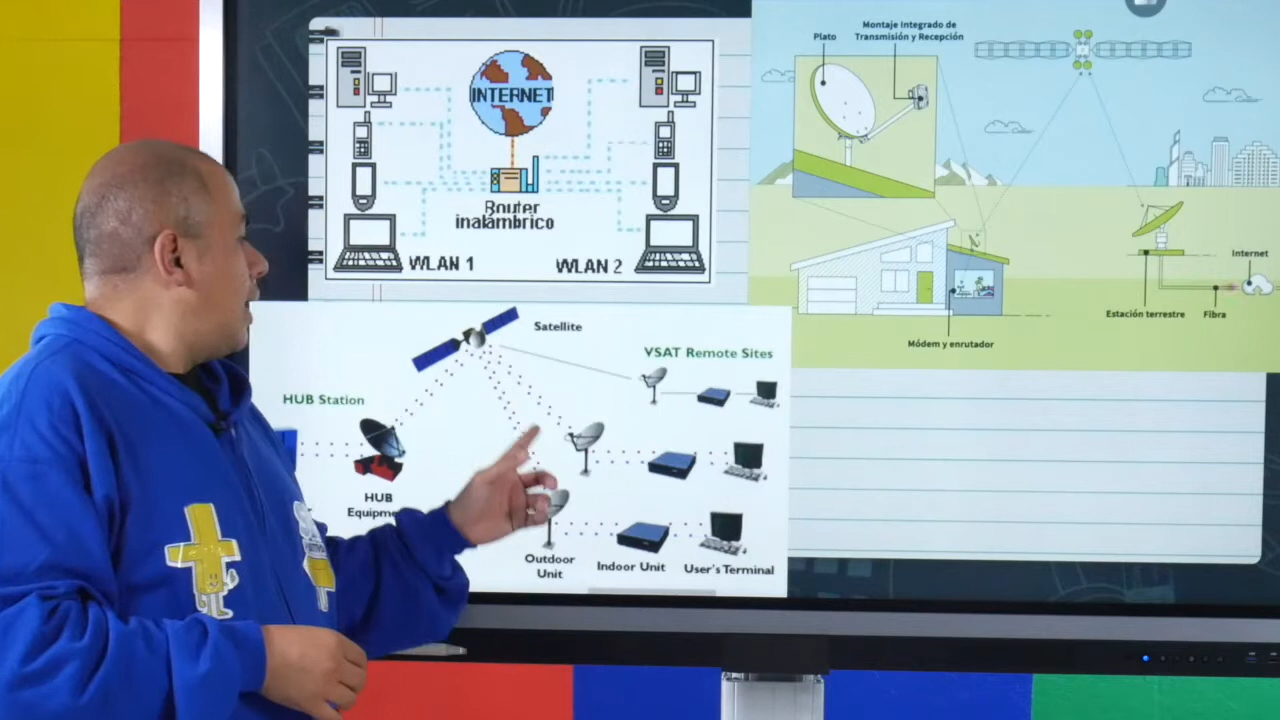 INTERNET
Router
inalámbrico
WLAN 1
WLAN 2
Plato
Montaje Integrado de
Transmisión y Recepción
Internet
Estación terrestre
Fibra
Módem y enrutador
Satellite
VSAT Remote Sites
HUB Station
HUB
Outdoor
Unit
Indoor Unit
User's Terminal